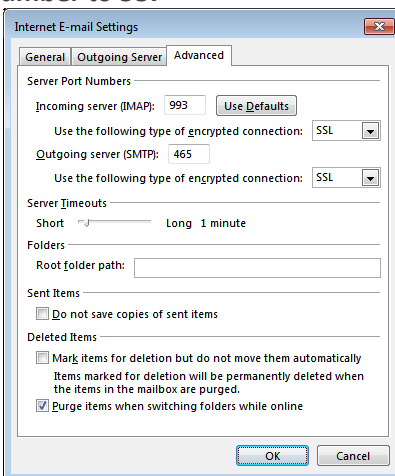 Internet E-mail Settings
General Outgoing Server Advanced
Server Port Numbers
Incoming server (IMAP): 993 Use Defaults
Use the following type of encrypted connection: SSL
Outgoing server (SMTP): 465
Use the following type of encrypted connection: SSL
Server Timeouts
Short Long 1 minute
Folders
Root folder path:
Sent Items
Do not save copies of sent items
Deleted Items
Mark items for deletion but do not move them automatically
Items marked for deletion will be permanently deleted when
the items in the mailbox are purged.
Purge items when switching folders while online
OK Cancel